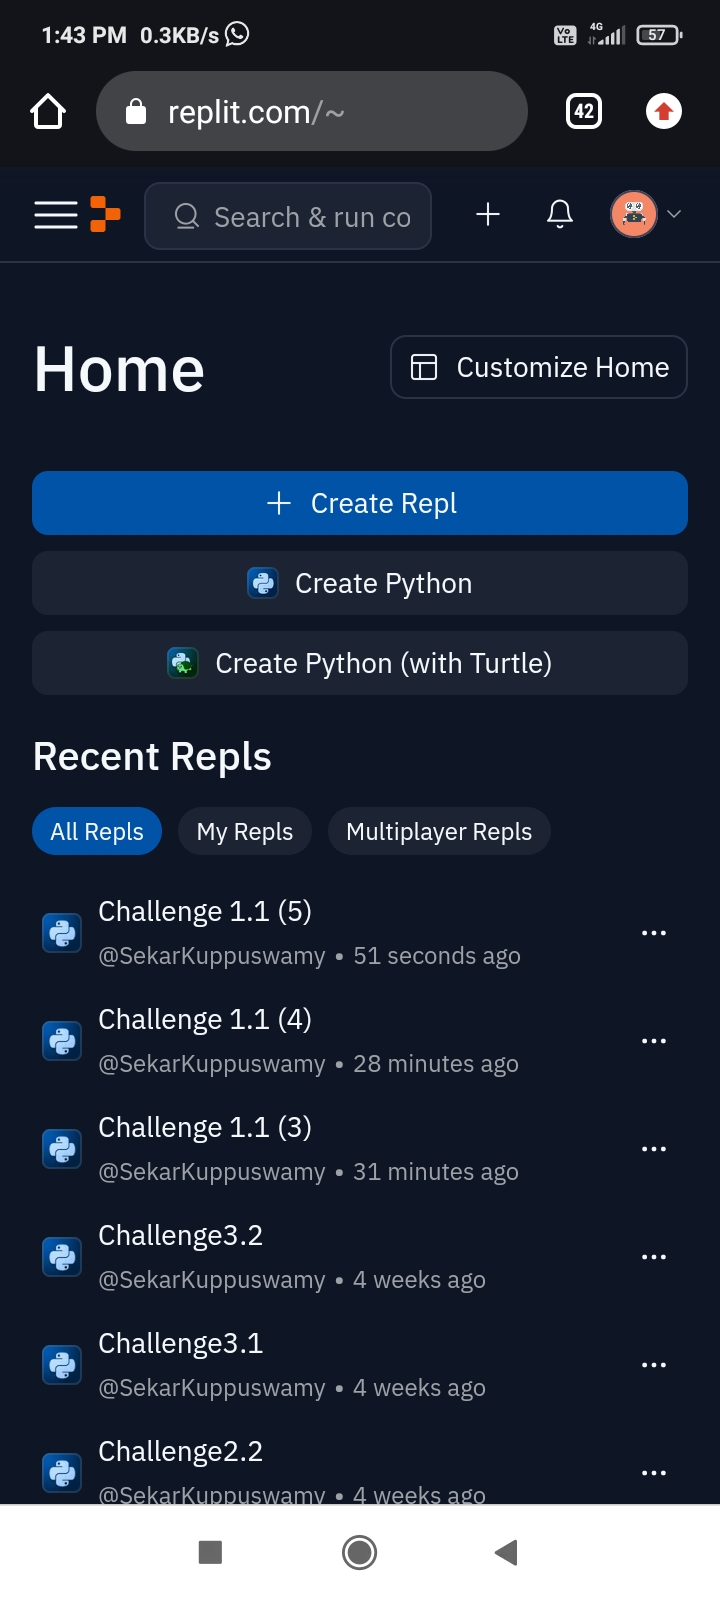 1:43 PM 0.3KB/s
Vo LTE 4G 57
replit.com/~
42
Search & run co
Home
Customize Home
Create Repl
Create Python
Create Python (with Turtle)
Recent Repls
All Repls My Repls Multiplayer Repls
Challenge 1.1 (5)
@SekarKuppuswamy • 51 seconds ago
Challenge 1.1 (4)
@SekarKuppuswamy • 28 minutes ago
Challenge 1.1 (3)
@SekarKuppuswamy • 31 minutes ago
Challenge3.2
@SekarKuppuswamy • 4 weeks ago
Challenge3.1
@SekarKuppuswamy • 4 weeks ago
Challenge2.2
@SekarKuppuswamy • 4 weeks ago